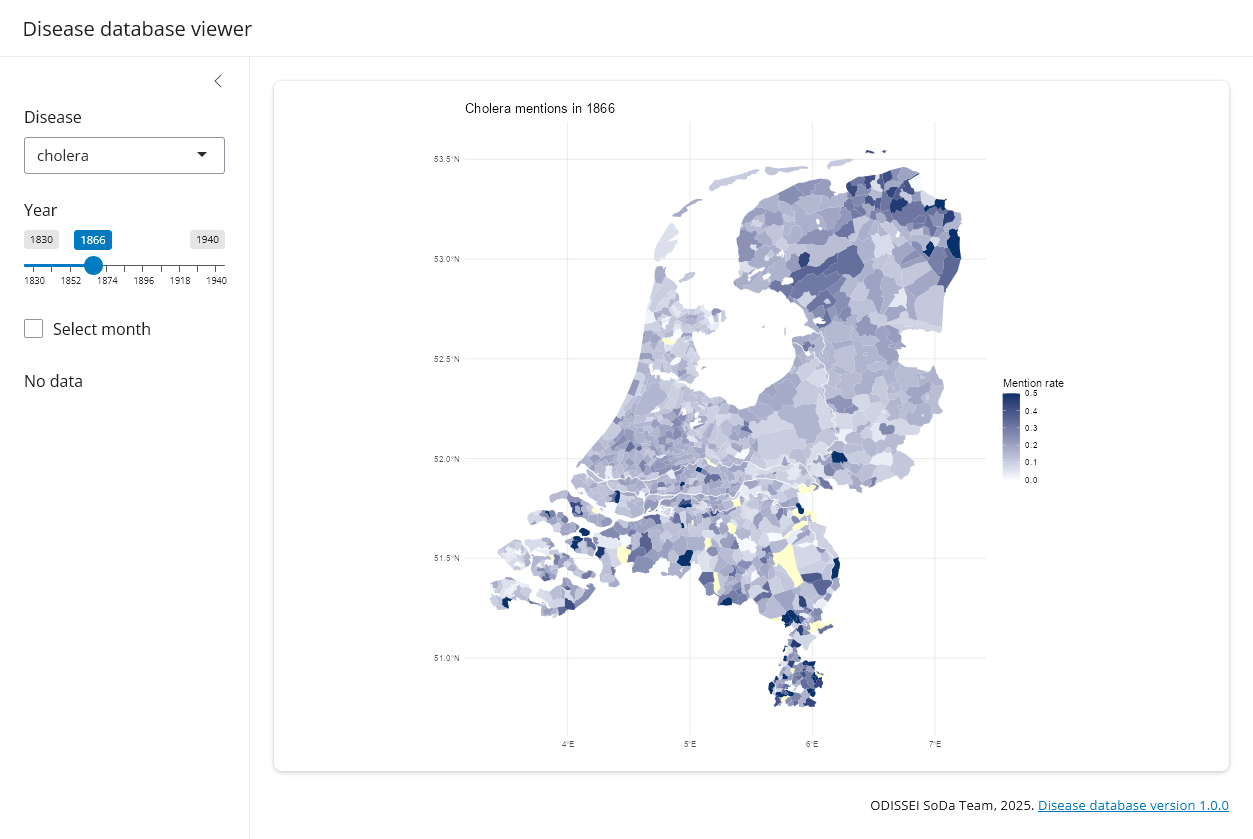 Disease database viewer
Disease
cholera
Year
1830 1866 1940
1830 1852 1874 1896 1918 1940
Select month
No data
Cholera mentions in 1866
53.5°N
53.0°N
52.5°N
52.0°N
51.5°N
51.0°N
4°E 5°E 6°E 7°E
Mention rate
0.5
0.4
0.3
0.2
0.1
0.0
ODISSEI SoDa Team, 2025. Disease database version 1.0.0